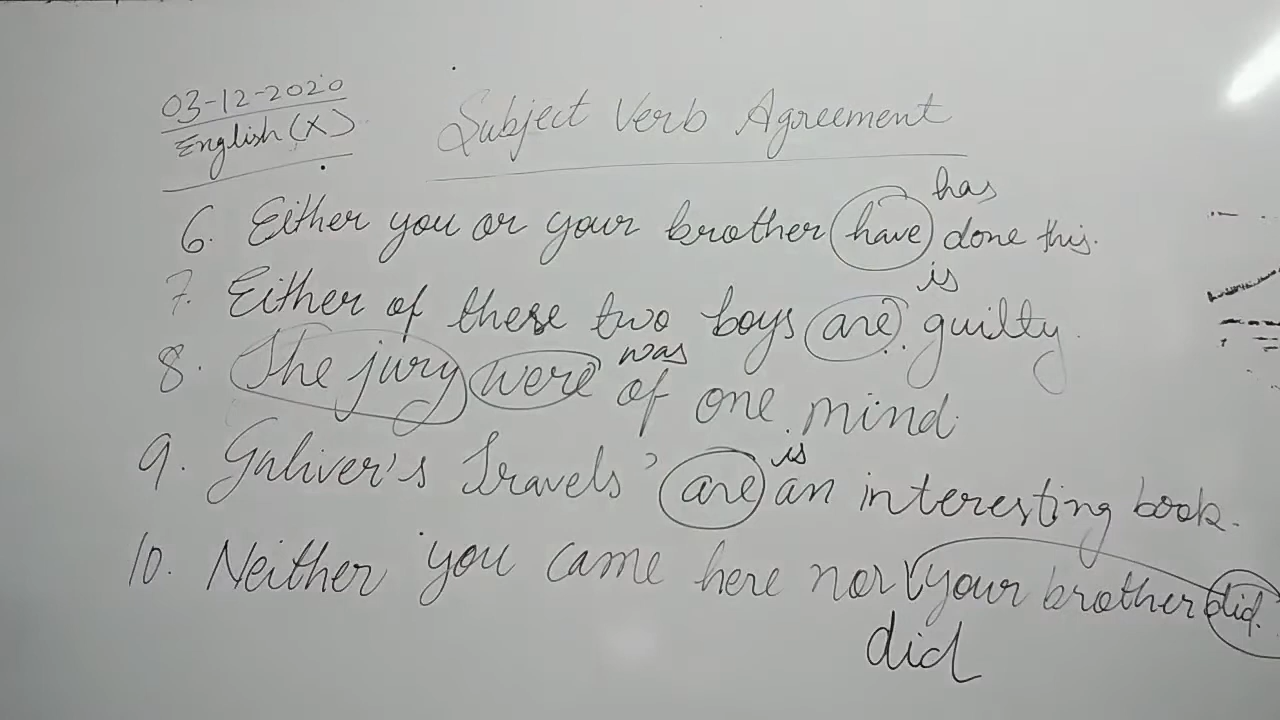 03-12-2020
English (X)
Subject Verb Agreement
has
6. Either you or your brother have done this.
is
7. Either of these two boys are guilty.
was
8. The jury were of one mind
is
9. Guliver's Travels' are an interesting book.
10. Neither you came here nor your brother did.
did